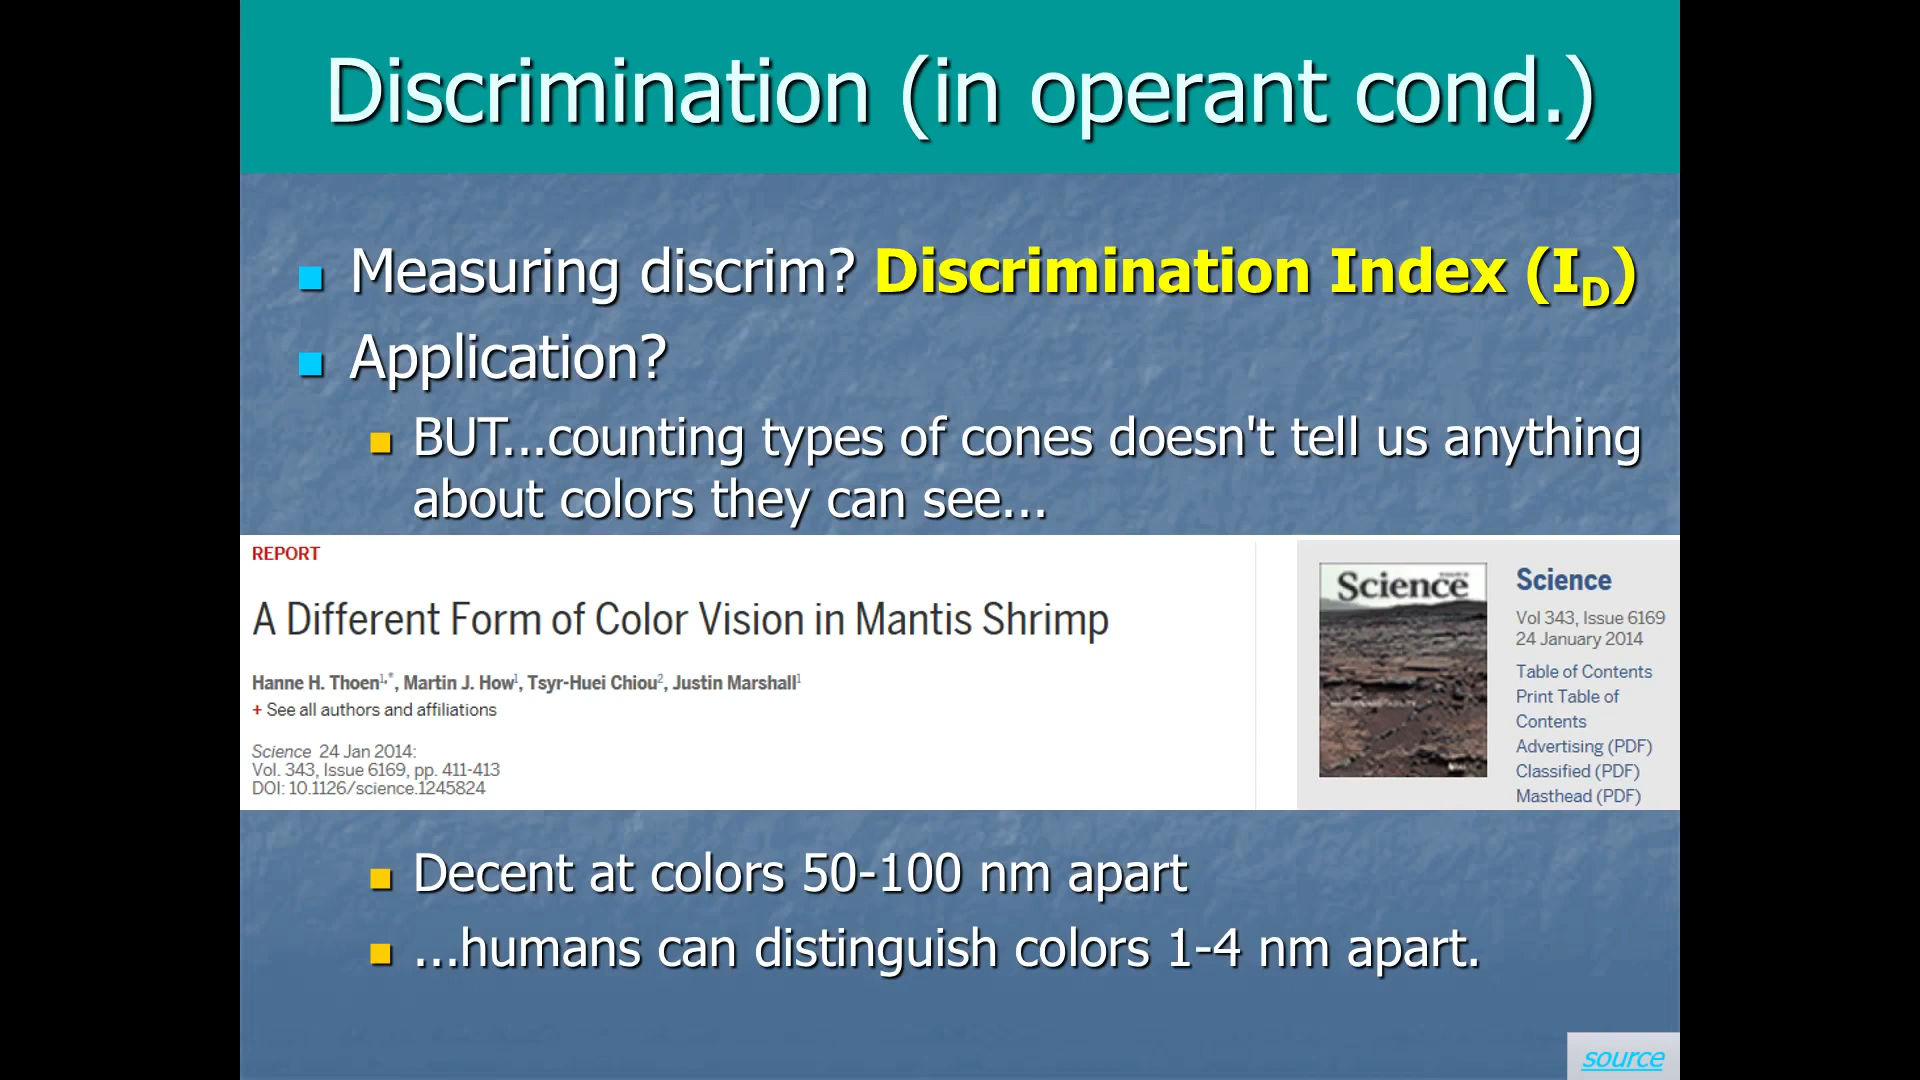 Discrimination (in operant cond.)
Measuring discrim? Discrimination Index (ID)
Application?
BUT...counting types of cones doesn't tell us anything
about colors they can see...
REPORT
A Different Form of Color Vision in Mantis Shrimp
Hanne H. Thoen1,*, Martin J. How1, Tsyr-Huei Chiou2, Justin Marshall1
+ See all authors and affiliations
Science 24 Jan 2014:
Vol. 343, Issue 6169, pp. 411-413
DOI: 10.1126/science.1245824
Science
Science
Vol 343, Issue 6169
24 January 2014
Table of Contents
Print Table of
Contents
Advertising (PDF)
Classified (PDF)
Masthead (PDF)
Decent at colors 50-100 nm apart
...humans can distinguish colors 1-4 nm apart.
source